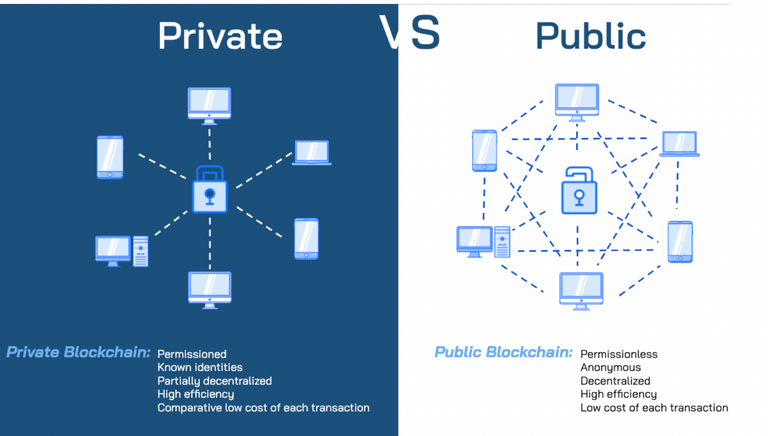 Private VS Public
Private Blockchain:
Permissioned
Known identities
Partially decentralized
High efficiency
Comparative low cost of each transaction
Public Blockchain:
Permissionless
Anonymous
Decentralized
High efficiency
Low cost of each transaction